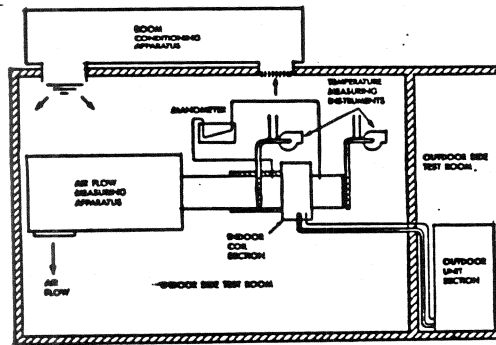 ROOM
CONDITIONING
APPARATUS
TEMPERATURE
MEASURING
INSTRUMENTS
MANOMETER
AIR FLOW
MEASURING
APPARATUS
OUTDOOR SIDE
TEST ROOM
INDOOR
COIL
SECTION
OUTDOOR
UNIT
SECTION
AIR
FLOW
INDOOR SIDE TEST ROOM